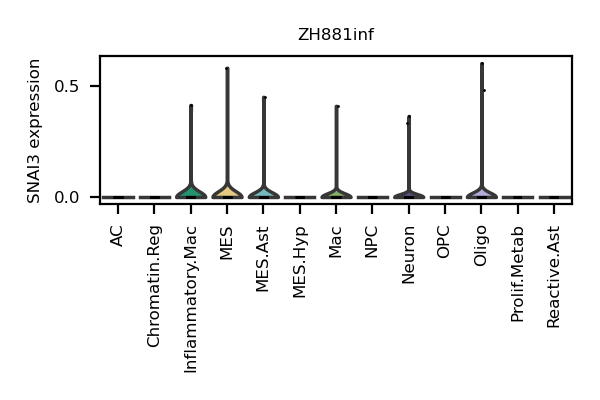 ZH881inf
SNAI3 expression
0.5
0.0
AC
Chromatin.Reg
Inflammatory.Mac
MES
MES.Ast
MES.Hyp
Mac
NPC
Neuron
OPC
Oligo
Prolif.Metab
Reactive.Ast